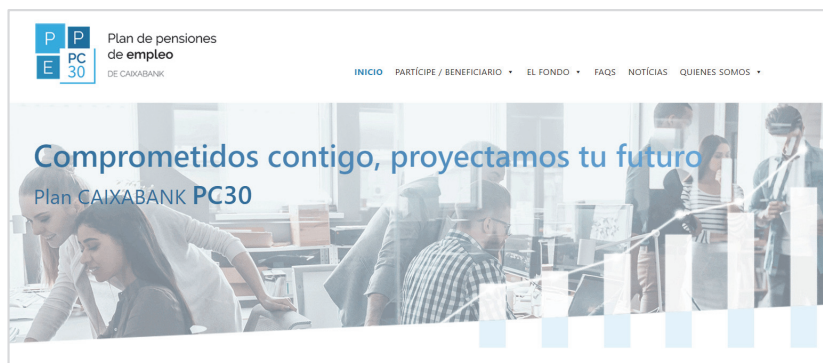 P P
E PC
30
Plan de pensiones
de empleo
DE CAIXABANK
INICIO PARTÍCIPE / BENEFICIARIO EL FONDO FAQS NOTÍCIAS QUIENES SOMOS
Comprometidos contigo, proyectamos tu futuro
Plan CAIXABANK PC30